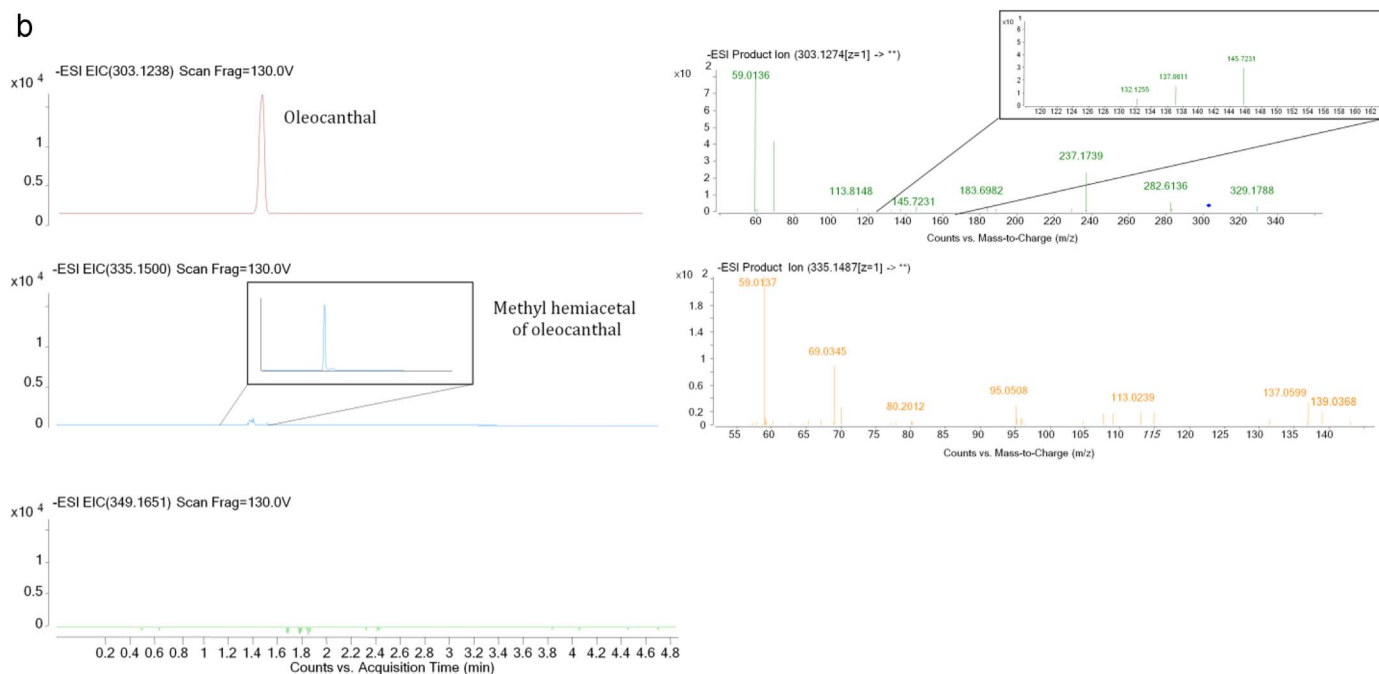 b
-ESI EIC(303.1238) Scan Frag=130.0V
x10 4
1
0.5
0
Oleocanthal
-ESI EIC(335.1500) Scan Frag=130.0V
x10 4
1
0.5
0
Methyl hemiacetal
of oleocanthal
-ESI EIC(349.1651) Scan Frag=130.0V
x10 4
1
0.5
0
0.2 0.4 0.6 0.8 1 1.2 1.4 1.6 1.8 2 2.2 2.4 2.6 2.8 3 3.2 3.4 3.6 3.8 4 4.2 4.4 4.6 4.8
Counts vs. Acquisition Time (min)
-ESI Product Ion (303.1274[z=1] -> **)
x10 2
7
6
5
4
3
2
1
0
59.0136
113.8148
145.7231
183.6982
237.1739
282.6136
329.1788
60 80 100 120 140 160 180 200 220 240 260 280 300 320 340
Counts vs. Mass-to-Charge (m/z)
x10 1
6
5
4
3
2
1
0
132.1255
137.0611
145.7231
120 122 124 126 128 130 132 134 136 138 140 142 144 146 148 150 152 154 156 158 160 162
-ESI Product Ion (335.1487[z=1] -> **)
x10 2
1.8
1.4
1
0.6
0.2
0
59.0137
69.0345
80.2012
95.0508
113.0239
137.0599
139.0368
55 60 65 70 75 80 85 90 95 100 105 110 115 120 125 130 135 140
Counts vs. Mass-to-Charge (m/z)